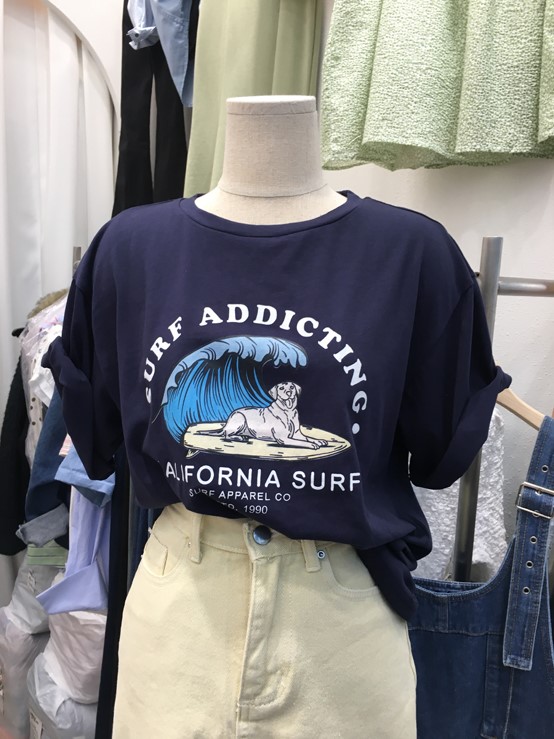 SURF ADDICTING.
ALIFORNIA SURF
SURF APPAREL CO
1990